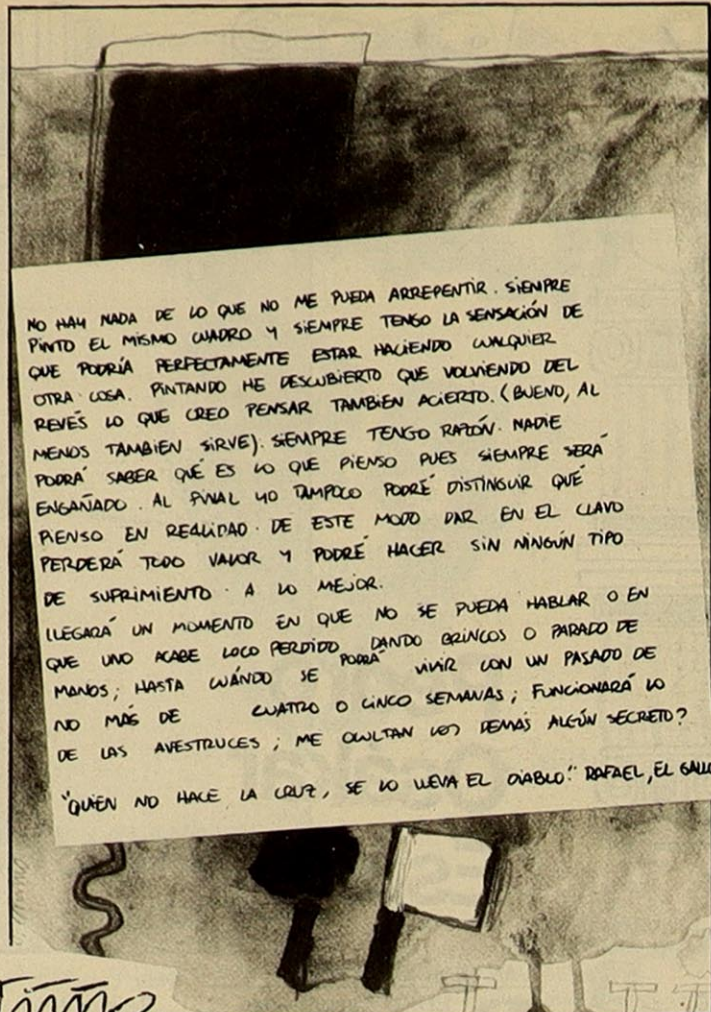 NO HAY NADA DE LO QUE NO ME PUEDA ARREPENTIR. SIEMPRE
PINTO EL MISMO CUADRO Y SIEMPRE TENGO LA SENSACIÓN DE
QUE PODRÍA PERFECTAMENTE ESTAR HACIENDO CUALQUIER
OTRA COSA. PINTANDO HE DESCUBIERTO QUE VOLVIENDO DEL
REVÉS LO QUE CREO PENSAR TAMBIEN ACIERTO. (BUENO, AL
MENOS TAMBIEN SIRVE). SIEMPRE TENGO RAZÓN. NADIE
PODRÁ SABER QUÉ ES LO QUE PIENSO PUES SIEMPRE SERÁ
ENGAÑADO. AL FINAL YO TAMPOCO PODRÉ DISTINGUIR QUÉ
PIENSO EN REALIDAD. DE ESTE MODO DAR EN EL CLAVO
PERDERÁ TODO VALOR Y PODRÉ HACER SIN NINGÚN TIPO
DE SUFRIMIENTO. A LO MEJOR.
LLEGARÁ UN MOMENTO EN QUE NO SE PUEDA HABLAR O EN
QUE UNO ACABE LOCO PERDIDO DANDO BRINCOS O PARADO DE
MANOS; HASTA CUÁNDO SE PODRÁ VIVIR CON UN PASADO DE
NO MÁS DE CUATRO O CINCO SEMANAS; FUNCIONARÁ LO
DE LAS AVESTRUCES; ME OCULTAN LOS DEMÁS ALGÚN SECRETO?
"QUIEN NO HACE LA CRUZ, SE LO LLEVA EL DIABLO." RAFAEL, EL GALLO